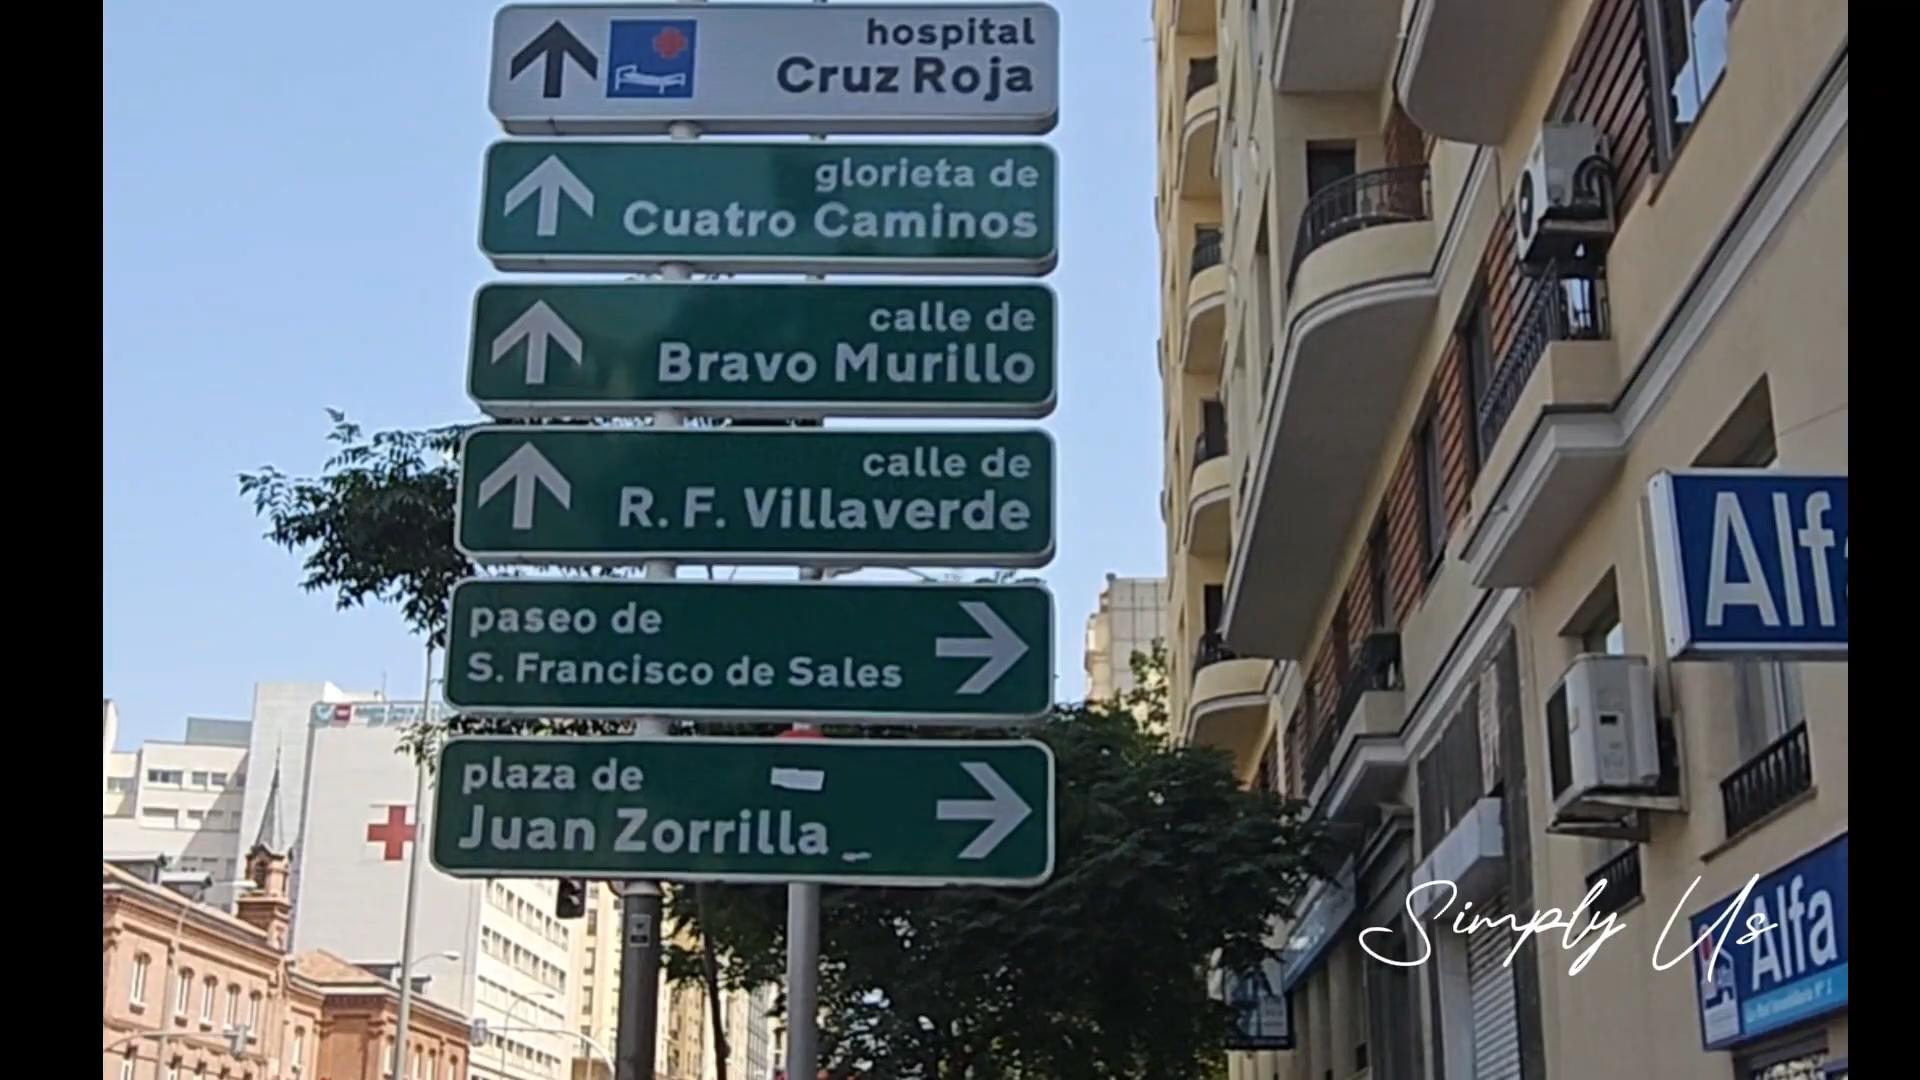 hospital
Cruz Roja
glorieta de
Cuatro Caminos
calle de
Bravo Murillo
calle de
R. F. Villaverde
paseo de
S. Francisco de Sales
plaza de
Juan Zorrilla
Alfa
Simply Us
Alfa